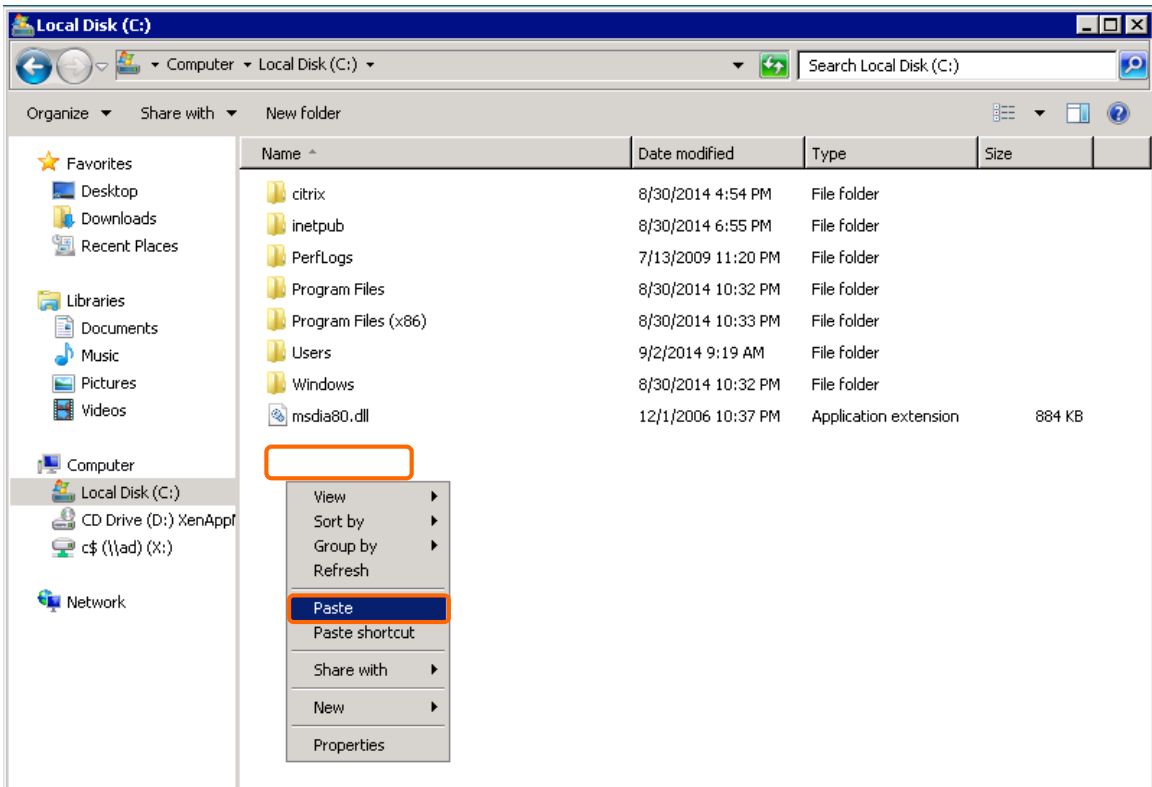 Local Disk (C:)
Computer Local Disk (C:) Search Local Disk (C:)
Organize Share with New folder
Favorites
Desktop
Downloads
Recent Places
Libraries
Documents
Music
Pictures
Videos
Computer
Local Disk (C:)
CD Drive (D:) XenApp
c$ (\\ad) (X:)
Network
Name Date modified Type Size
citrix 8/30/2014 4:54 PM File folder
inetpub 8/30/2014 6:55 PM File folder
PerfLogs 7/13/2009 11:20 PM File folder
Program Files 8/30/2014 10:32 PM File folder
Program Files (x86) 8/30/2014 10:33 PM File folder
Users 9/2/2014 9:19 AM File folder
Windows 8/30/2014 10:32 PM File folder
msdia80.dll 12/1/2006 10:37 PM Application extension 884 KB
View
Sort by
Group by
Refresh
Paste
Paste shortcut
Share with
New
Properties